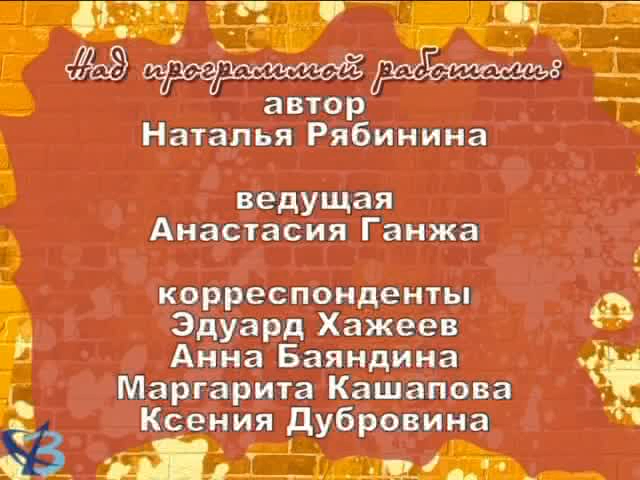 Над программой работали:
автор
Наталья Рябинина
ведущая
Анастасия Ганжа
корреспонденты
Эдуард Хажеев
Анна Баяндина
Маргарита Кашапова
Ксения Дубровина